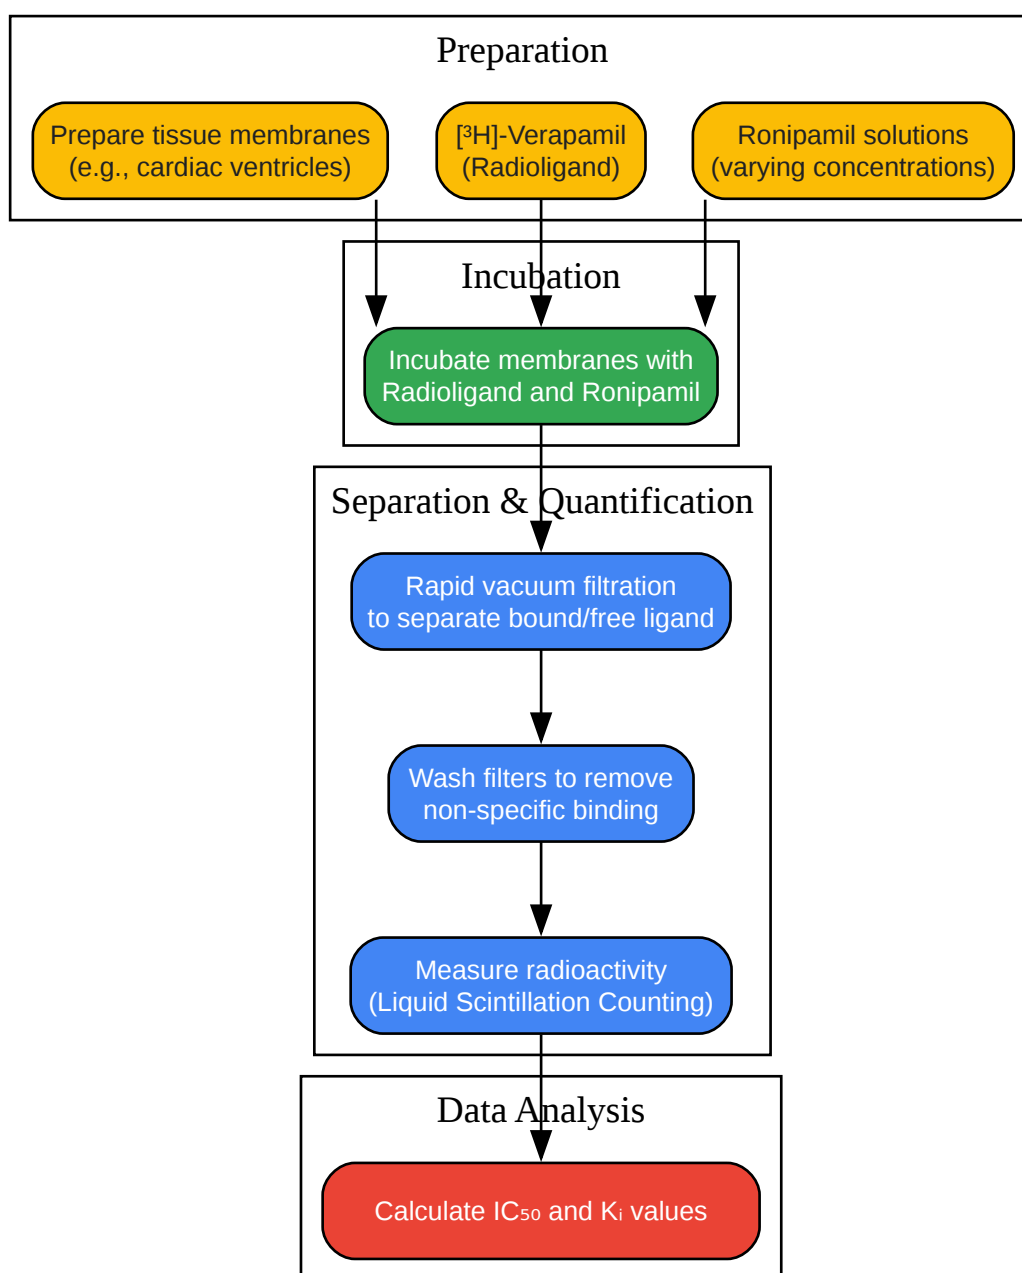 Preparation
Prepare tissue membranes
(e.g., cardiac ventricles)
[³H]-Verapamil
(Radioligand)
Ronipamil solutions
(varying concentrations)
Incubation
Incubate membranes with
Radioligand and Ronipamil
Separation & Quantification
Rapid vacuum filtration
to separate bound/free ligand
Wash filters to remove
non-specific binding
Measure radioactivity
(Liquid Scintillation Counting)
Data Analysis
Calculate IC₅₀ and Kᵢ values